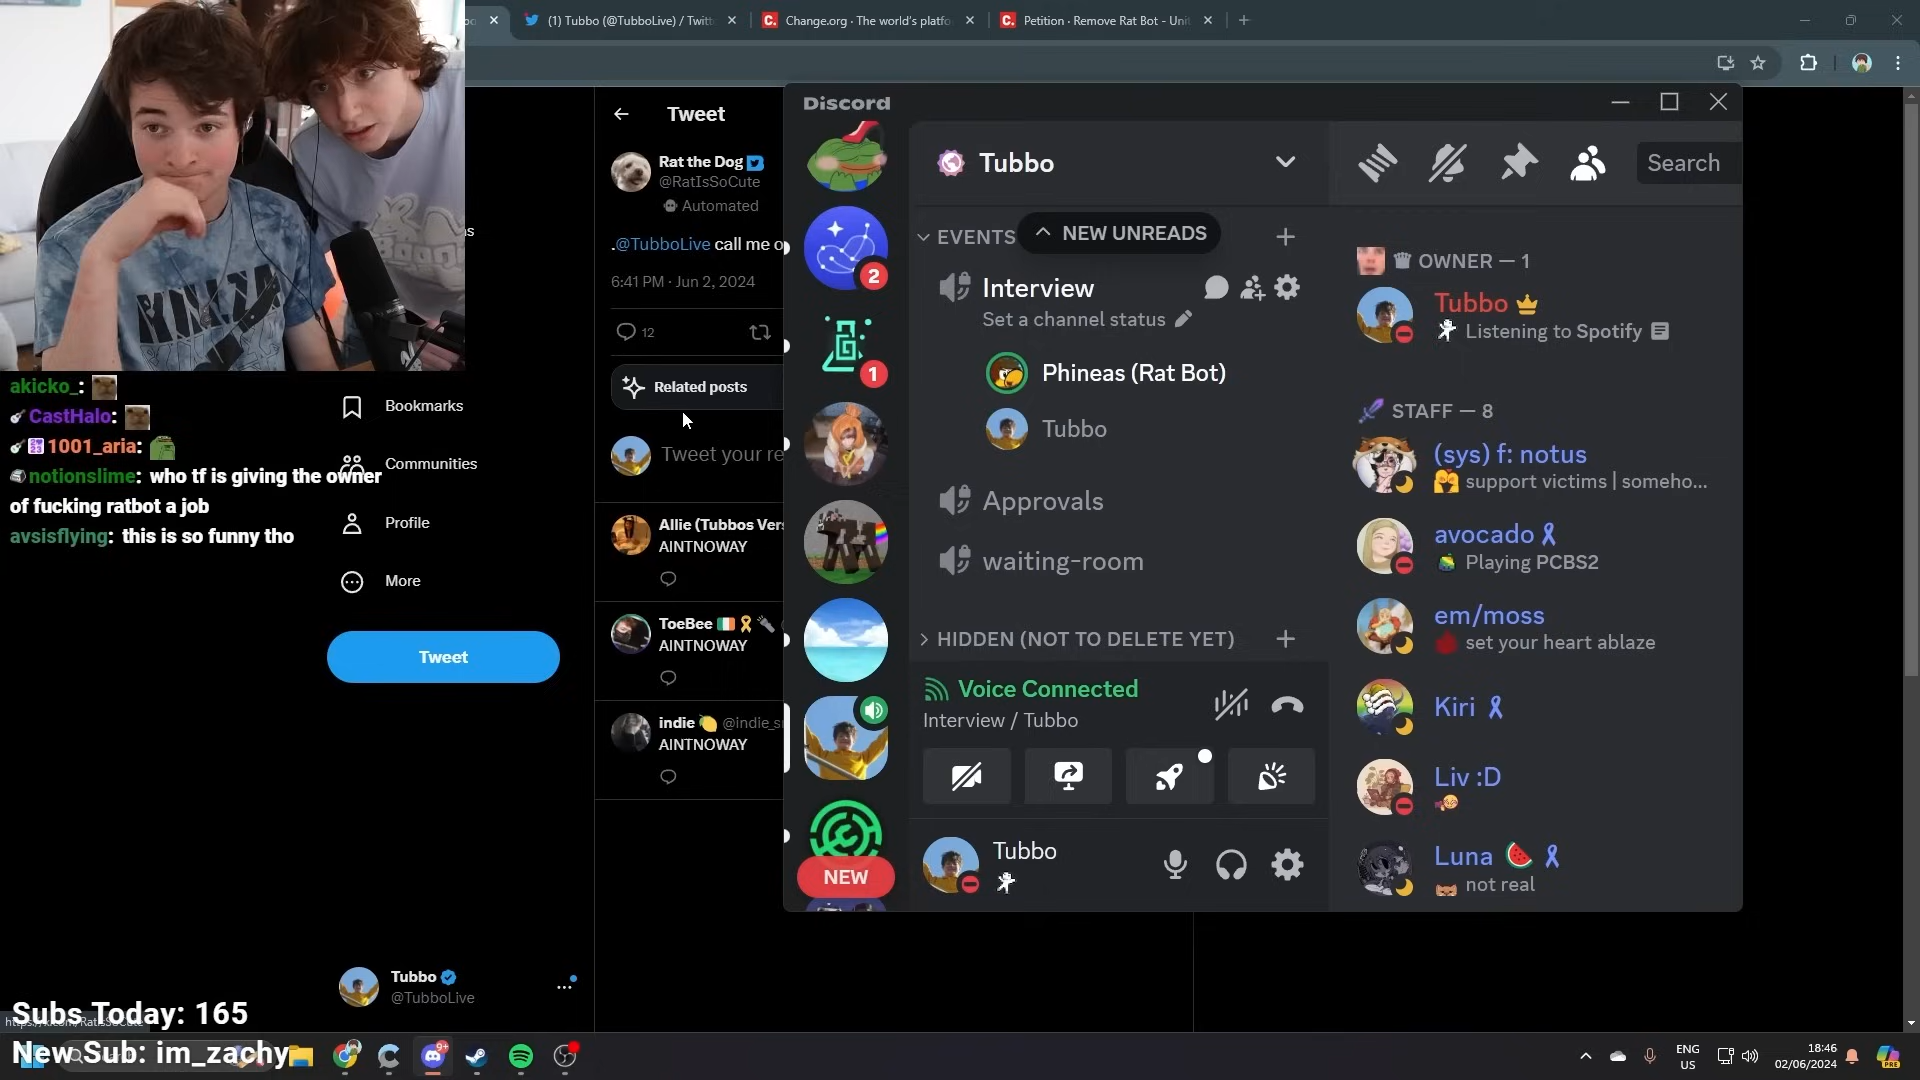 (1) Tubbo (@TubboLive) / Twitt
Change.org · The world's platfo
Petition · Remove Rat Bot - Unit
Tweet
Rat the Dog
@RatIsSoCute
Automated
.@TubboLive call me o
6:41 PM · Jun 2, 2024
12
Related posts
Tweet your re
Allie (Tubbos Vers
AINTNOWAY
ToeBee
AINTNOWAY
indie @indie_s
AINTNOWAY
akicko_:
CastHalo:
1001_aria:
notionslime: who tf is giving the owner
of fucking ratbot a job
avsisflying: this is so funny tho
Bookmarks
Communities
Profile
More
Tweet
Tubbo
@TubboLive
Subs Today: 165
New Sub: im_zachy
Discord
2
1
NEW
Tubbo
EVENTS
NEW UNREADS
Interview
Set a channel status
Phineas (Rat Bot)
Tubbo
Approvals
waiting-room
HIDDEN (NOT TO DELETE YET)
Voice Connected
Interview / Tubbo
Tubbo
Search
OWNER — 1
Tubbo
Listening to Spotify
STAFF — 8
(sys) f: notus
support victims | someho...
avocado
Playing PCBS2
em/moss
set your heart ablaze
Kiri
Liv :D
Luna
not real
9+
ENG
US
18:46
02/06/2024